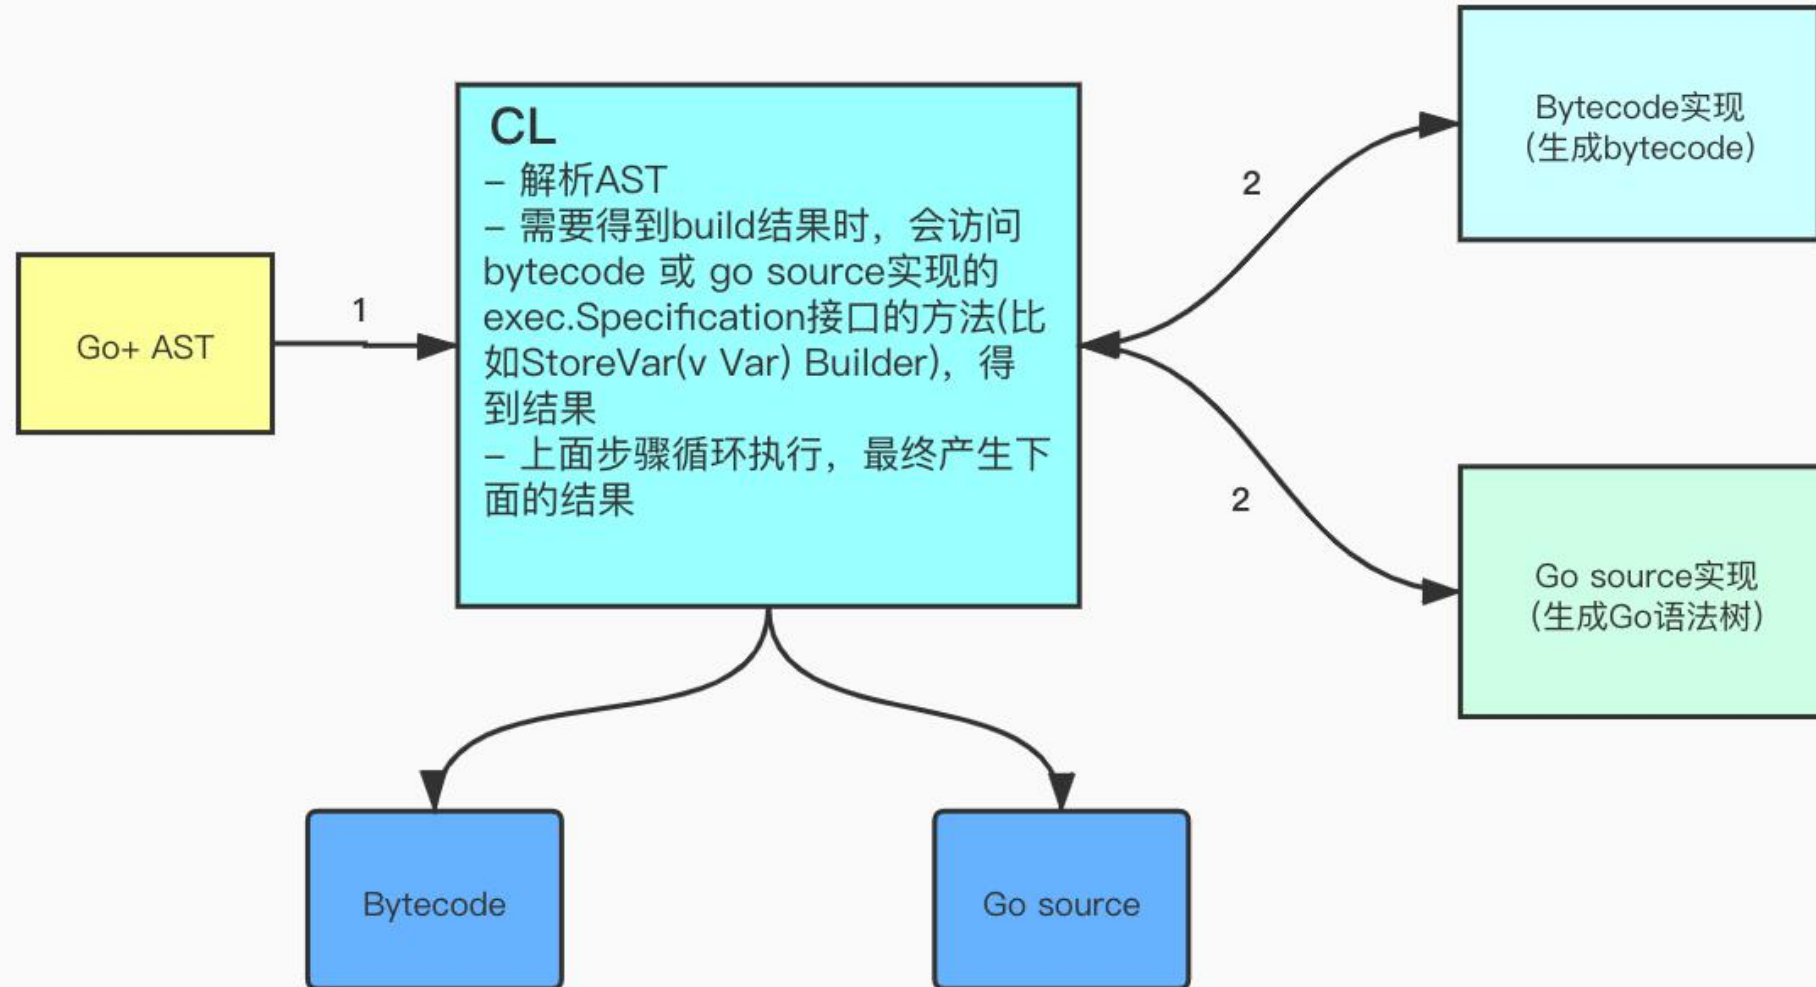 Go+ AST
1
CL
– 解析AST
– 需要得到build结果时，会访问
bytecode 或 go source实现的
exec.Specification接口的方法(比
如StoreVar(v Var) Builder)，得
到结果
– 上面步骤循环执行，最终产生下
面的结果
2
Bytecode实现
（生成bytecode）
2
Go source实现
（生成Go语法树）
Bytecode
Go source